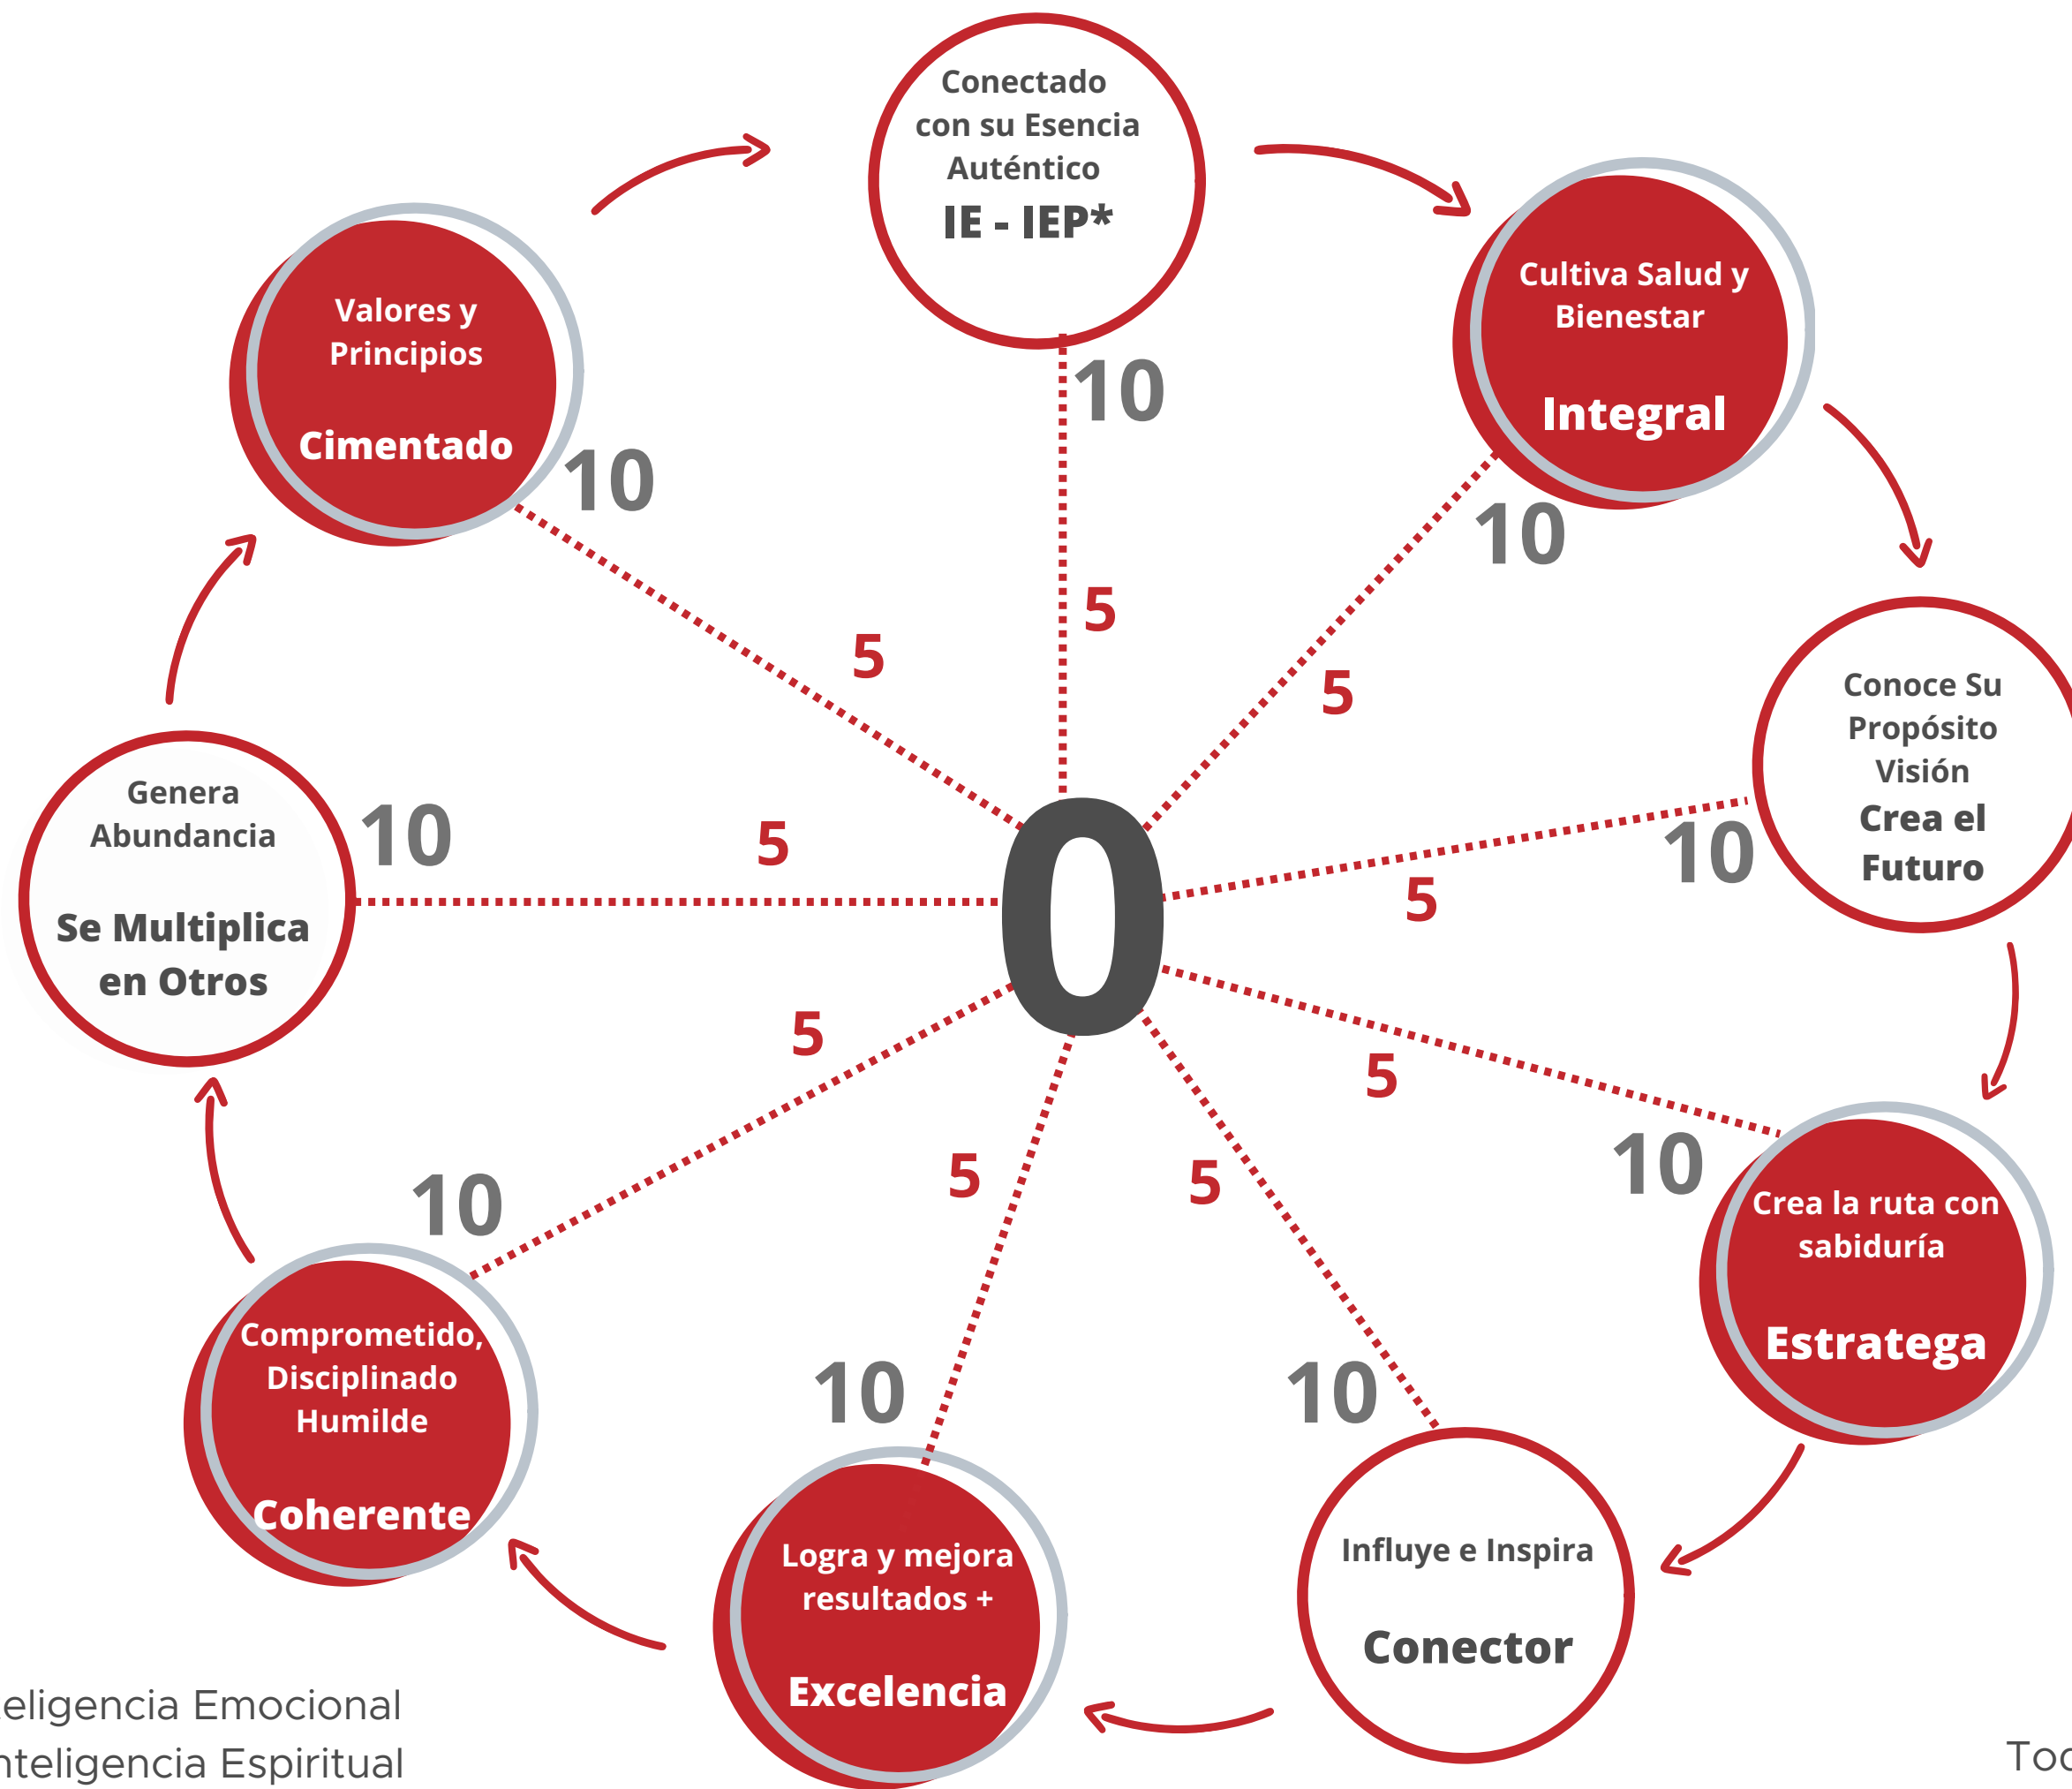 Conectado
con su Esencia
Auténtico
IE - IEP*
10
5
Cultiva Salud y
Bienestar
Integral
10
5
Conoce Su
Propósito
Visión
Crea el
Futuro
10
5
Crea la ruta con
sabiduría
Estratega
10
5
Influye e Inspira
Conector
10
5
Logra y mejora
resultados +
Excelencia
10
5
Comprometido,
Disciplinado
Humilde
Coherente
10
5
Genera
Abundancia
Se Multiplica
en Otros
10
5
Valores y
Principios
Cimentado
10
5
0
eligencia Emocional
nteligencia Espiritual